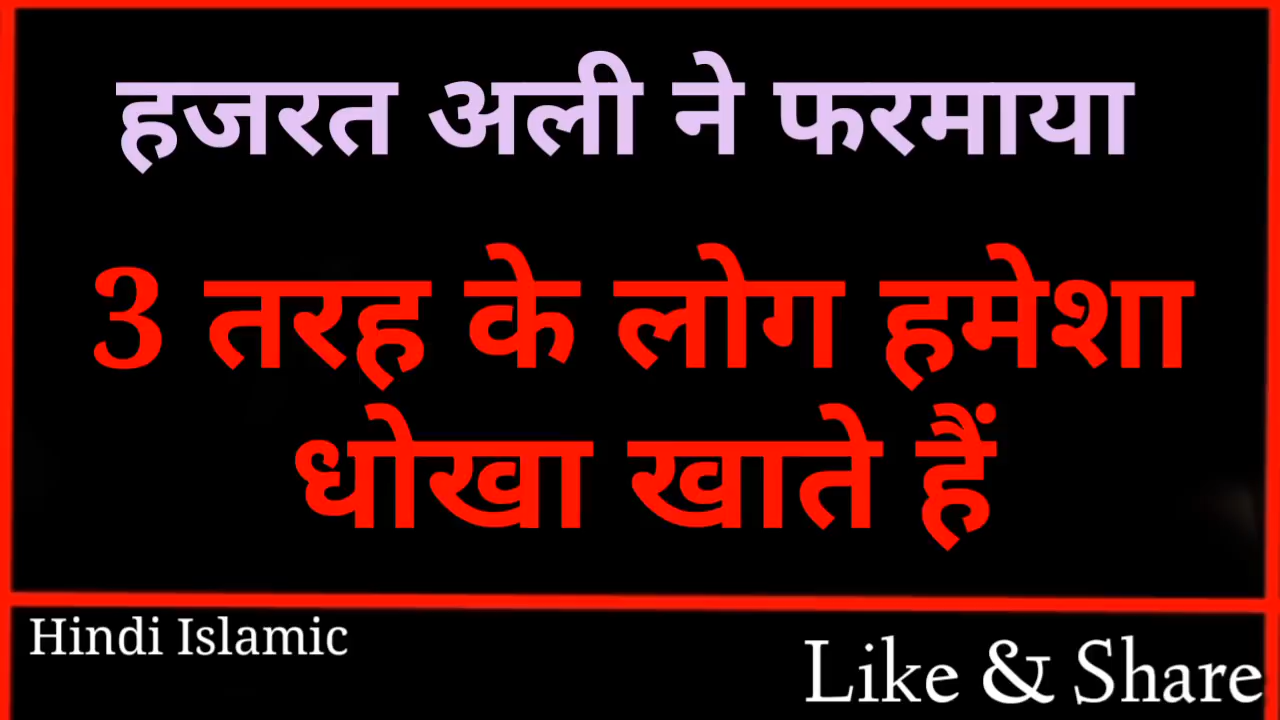 हजरत अली ने फरमाया
3 तरह के लोग हमेशा
धोखा खाते हैं
Hindi Islamic
Like & Share